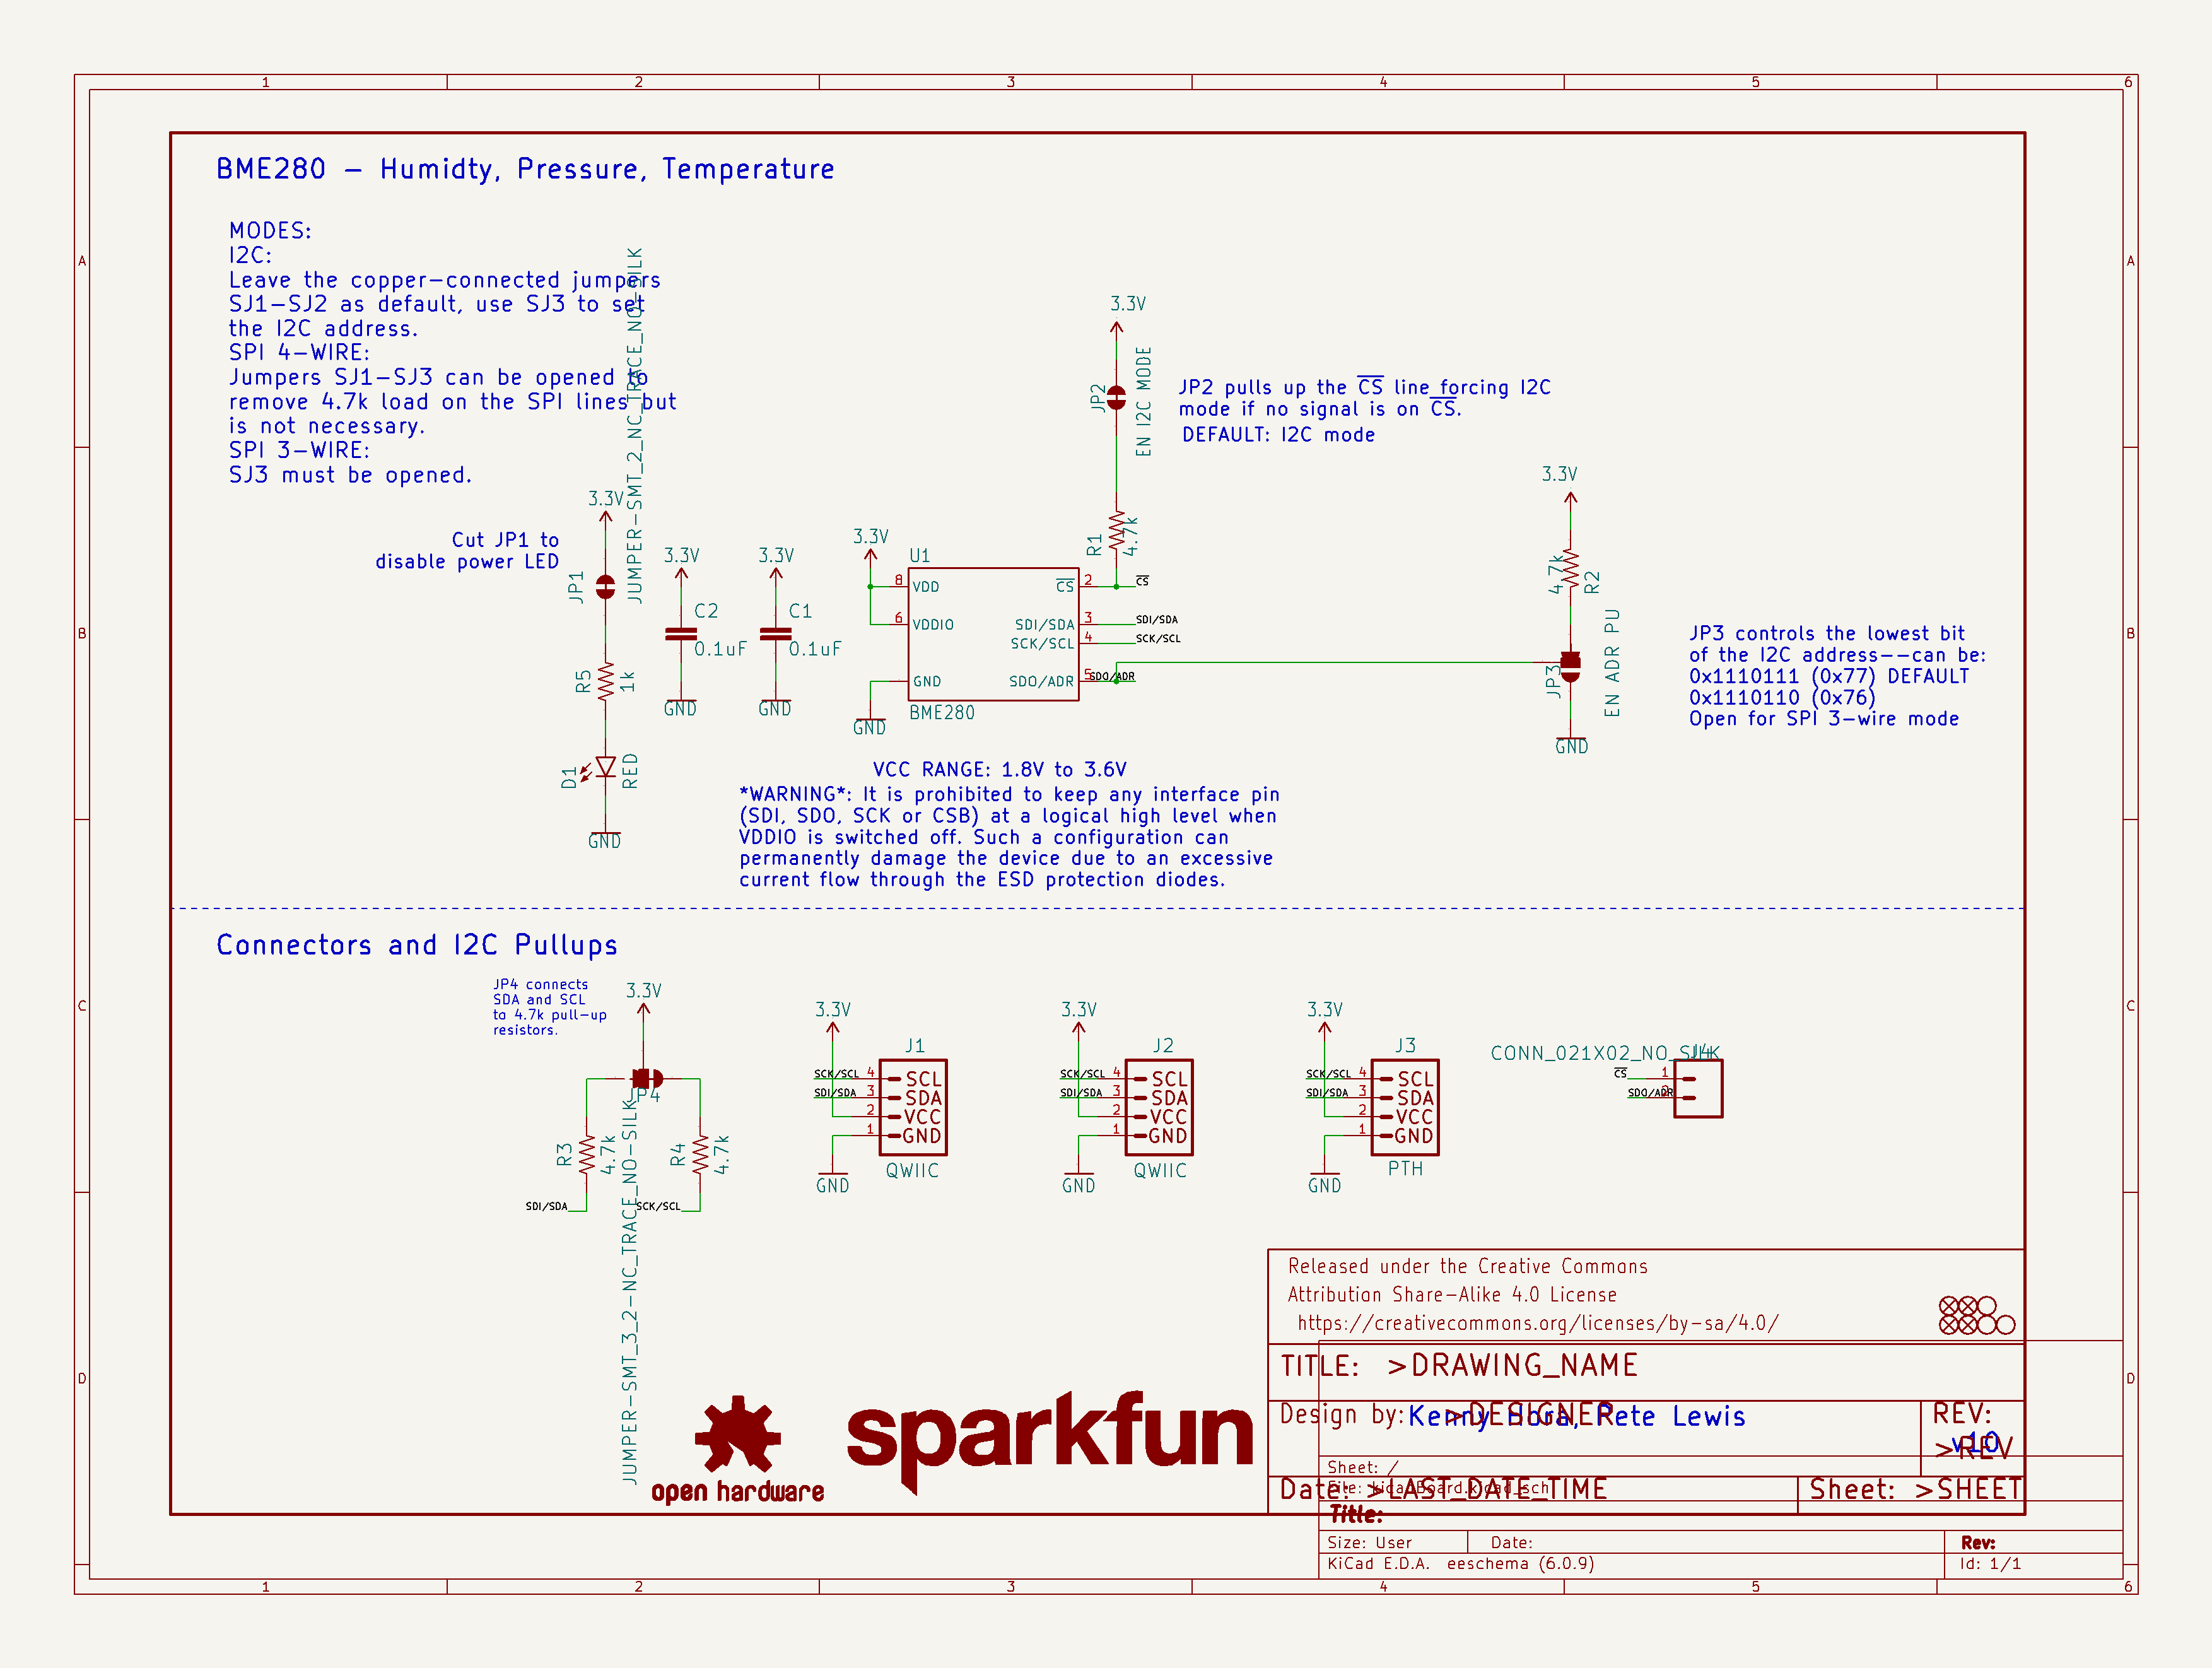 1 2 3 4 5 6
A
B
C
D
BME280 - Humidty, Pressure, Temperature
MODES:
I2C:
Leave the copper-connected jumpers
SJ1-SJ2 as default, use SJ3 to set
the I2C address.
SPI 4-WIRE:
Jumpers SJ1-SJ3 can be opened to
remove 4.7k load on the SPI lines but
is not necessary.
SPI 3-WIRE:
SJ3 must be opened.
Cut JP1 to
disable power LED
3.3V
JP1
JUMPER-SMT_2_NC_TRACE_NO-SILK
R5
1k
D1
RED
GND
3.3V
C2
0.1uF
GND
3.3V
C1
0.1uF
GND
3.3V
U1
8 VDD
6 VDDIO
GND
CS 2
SDI/SDA 3
SCK/SCL 4
SDO/ADR 5
BME280
GND
CS
SDI/SDA
SCK/SCL
SDO/ADR
3.3V
JP2
EN I2C MODE
R1
4.7k
JP2 pulls up the CS line forcing I2C
mode if no signal is on CS.
DEFAULT: I2C mode
3.3V
4.7k
R2
JP3
EN ADR PU
GND
JP3 controls the lowest bit
of the I2C address--can be:
0x1110111 (0x77) DEFAULT
0x1110110 (0x76)
Open for SPI 3-wire mode
VCC RANGE: 1.8V to 3.6V
*WARNING*: It is prohibited to keep any interface pin
(SDI, SDO, SCK or CSB) at a logical high level when
VDDIO is switched off. Such a configuration can
permanently damage the device due to an excessive
current flow through the ESD protection diodes.
Connectors and I2C Pullups
JP4 connects
SDA and SCL
to 4.7k pull-up
resistors.
3.3V
JP4
JUMPER-SMT_3_2-NC_TRACE_NO-SILK
R3
4.7k
R4
4.7k
SDI/SDA
SCK/SCL
3.3V
J1
SCK/SCL 4 SCL
SDI/SDA 3 SDA
2 VCC
1 GND
QWIIC
GND
3.3V
J2
SCK/SCL 4 SCL
SDI/SDA 3 SDA
2 VCC
1 GND
QWIIC
GND
3.3V
J3
SCK/SCL 4 SCL
SDI/SDA 3 SDA
2 VCC
1 GND
PTH
GND
CONN_021X02_NO_SILK
J4
CS 1
SDO/ADR 2
Released under the Creative Commons
Attribution Share-Alike 4.0 License
https://creativecommons.org/licenses/by-sa/4.0/
TITLE: >DRAWING_NAME
Design by: >DESIGNER
Kenny Hora, Pete Lewis
REV:
>REV
v10
Sheet: /
File: kicadBoard.kicad_sch
Date: >LAST_DATE_TIME
Sheet: >SHEET
Title:
Size: User
Date:
Rev:
KiCad E.D.A. eeschema (6.0.9)
Id: 1/1
open hardware
sparkfun
A
B
C
D
1 2 3 4 5 6